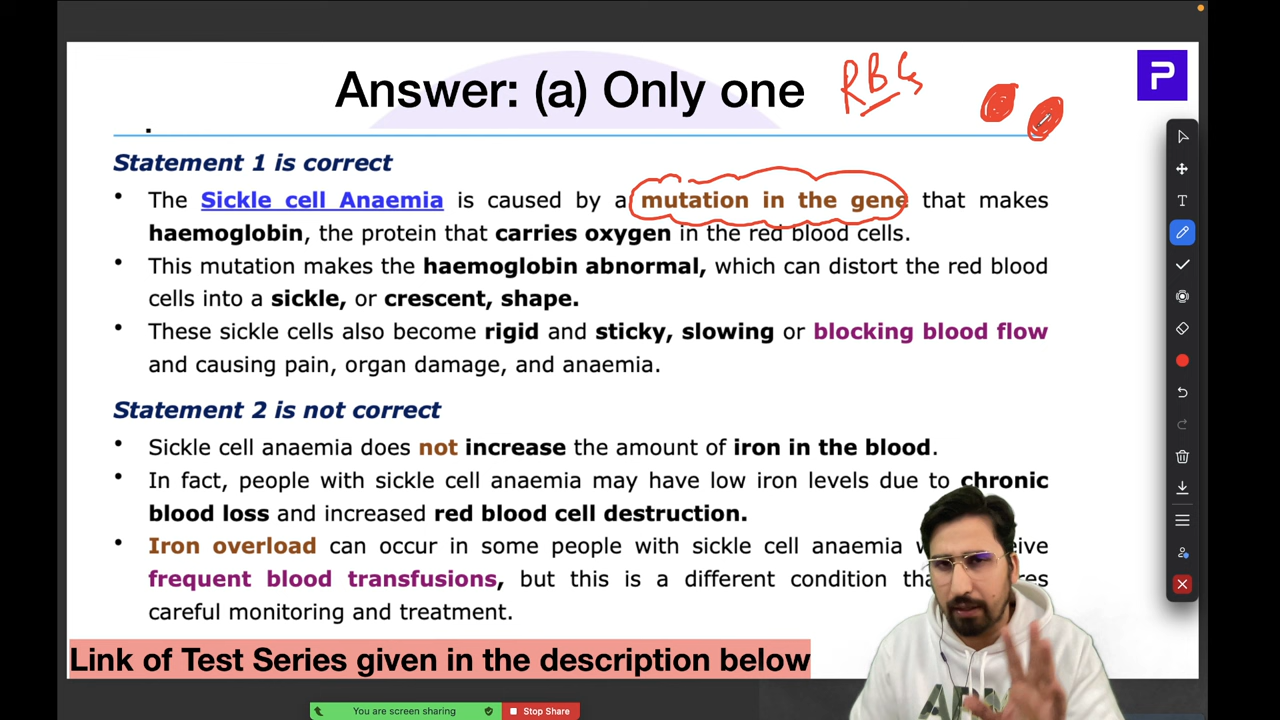 Answer: (a) Only one
RBCs
P
Statement 1 is correct
• The Sickle cell Anaemia is caused by a mutation in the gene that makes
haemoglobin, the protein that carries oxygen in the red blood cells.
• This mutation makes the haemoglobin abnormal, which can distort the red blood
cells into a sickle, or crescent, shape.
• These sickle cells also become rigid and sticky, slowing or blocking blood flow
and causing pain, organ damage, and anaemia.
Statement 2 is not correct
• Sickle cell anaemia does not increase the amount of iron in the blood.
• In fact, people with sickle cell anaemia may have low iron levels due to chronic
blood loss and increased red blood cell destruction.
• Iron overload can occur in some people with sickle cell anaemia
frequent blood transfusions, but this is a different condition
careful monitoring and treatment.
Link of Test Series given in the description below
You are screen sharing
Stop Share